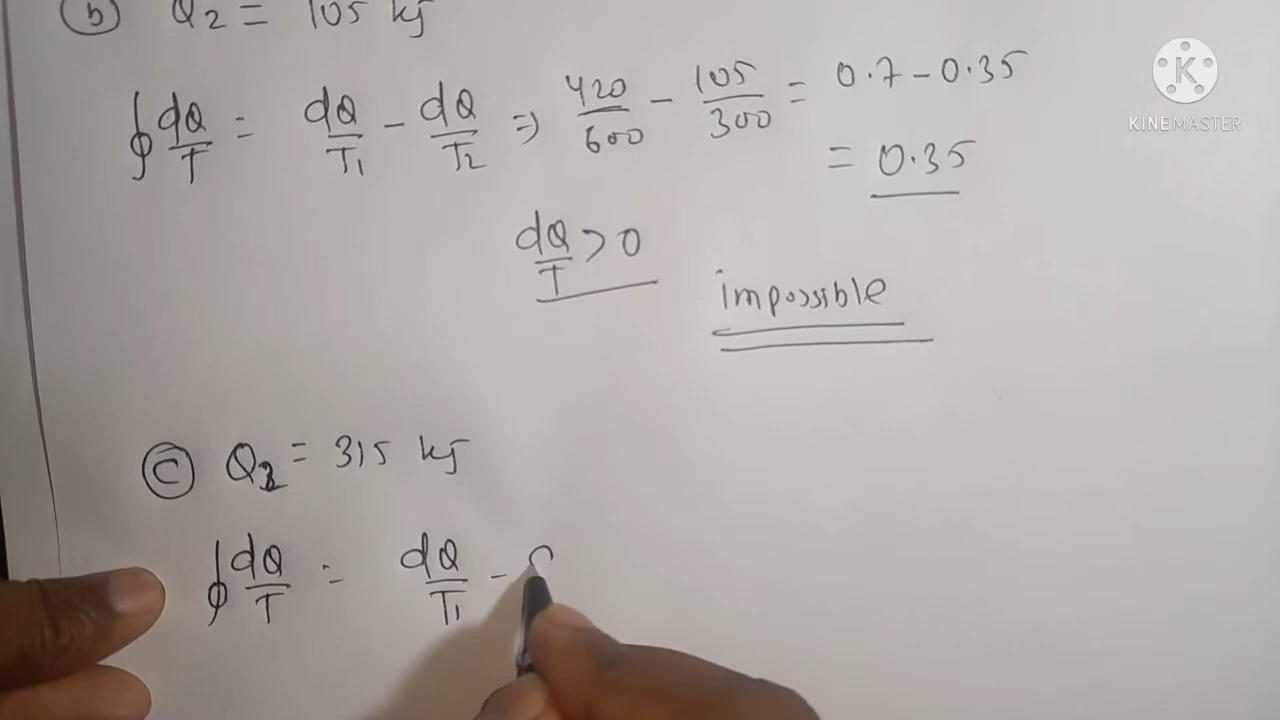 (b) Q2 = 105 kJ
∮ dQ/T = dQ/T1 - dQ/T2 ⇒ 420/600 - 105/300 = 0.7 - 0.35
= 0.35
dQ/T > 0
impossible
(c) Q2 = 315 kJ
∮ dQ/T = dQ/T1 -
K
KINEMASTER